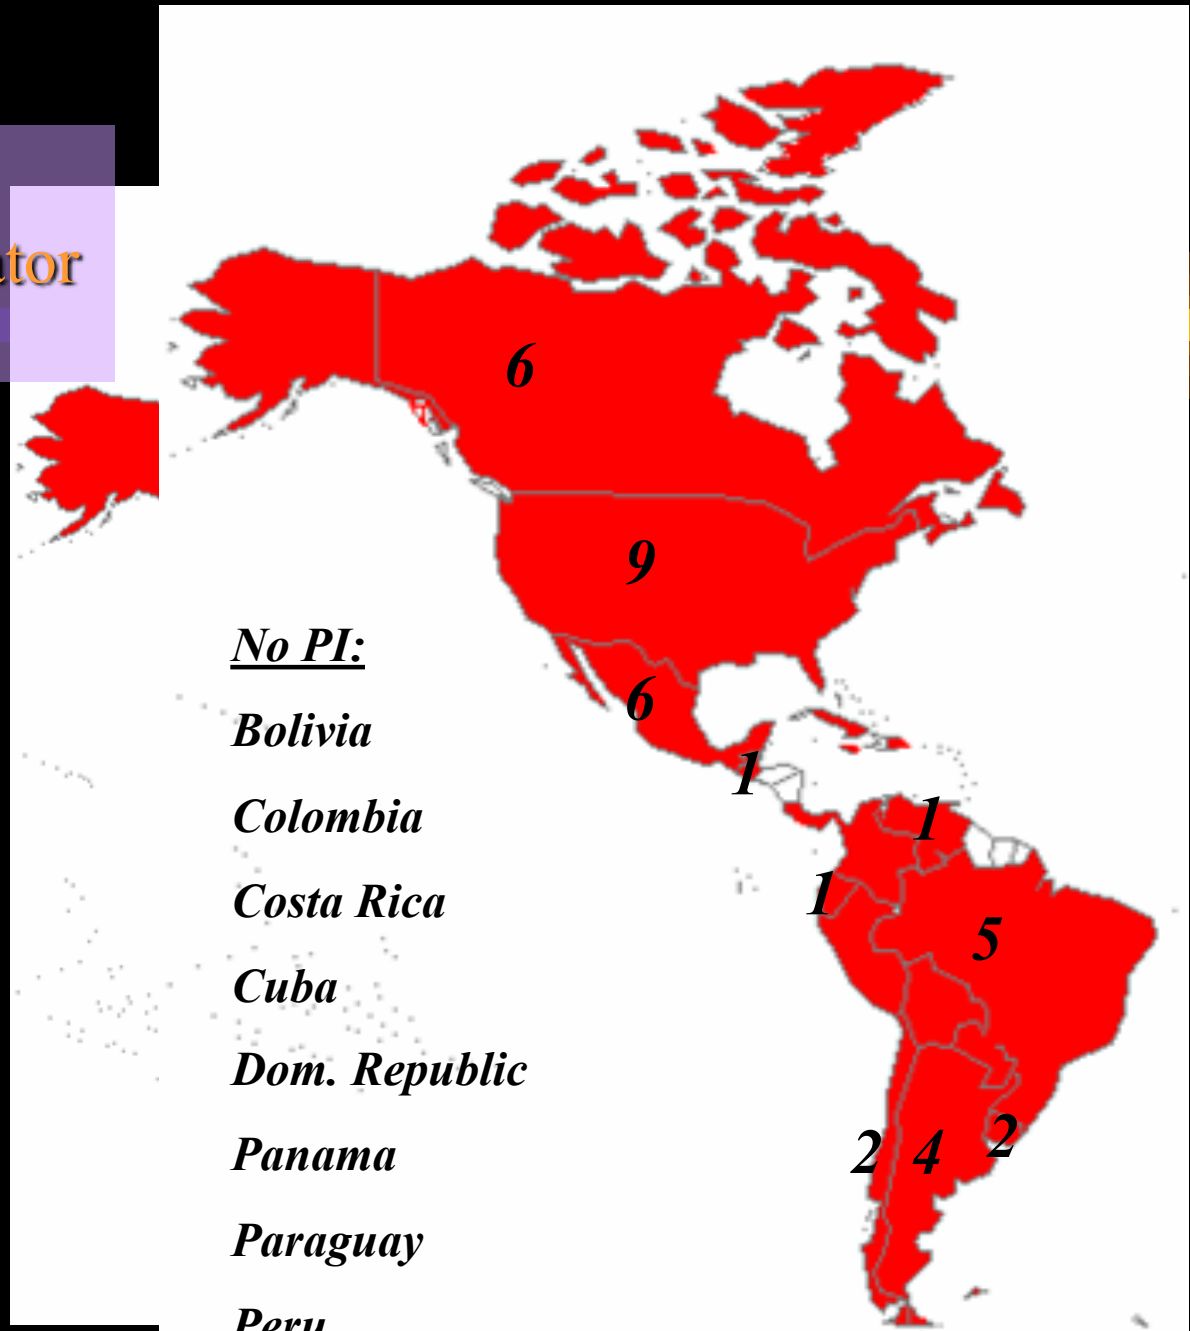 tor
6
9
No PI:
6
Bolivia
1
Colombia
1
Costa Rica
1
5
Cuba
Dom. Republic
Panama
2 4 2
Paraguay
Peru